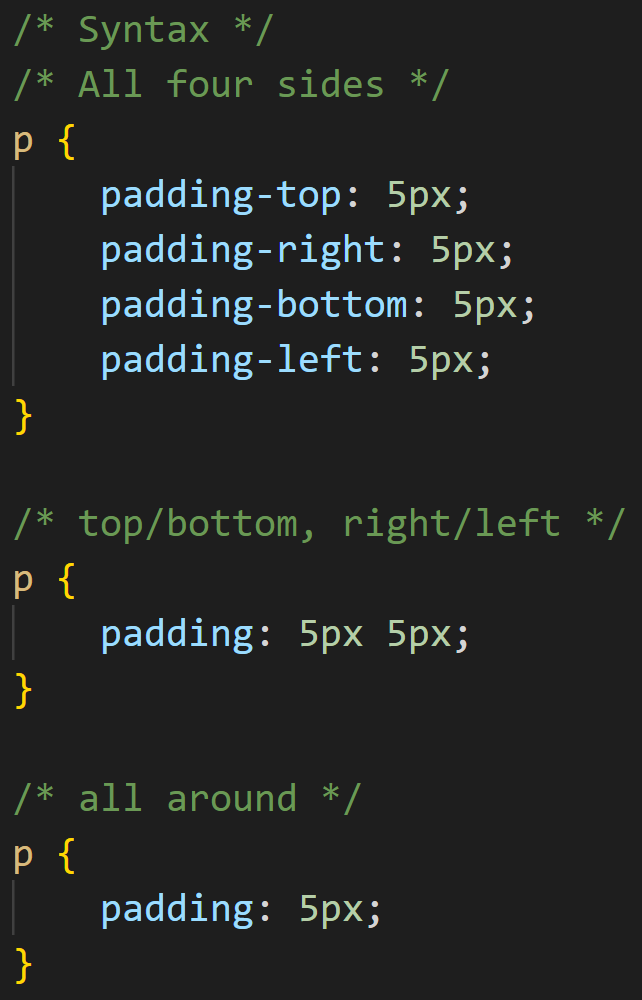 /* Syntax */
/* All four sides */
p {
    padding-top: 5px;
    padding-right: 5px;
    padding-bottom: 5px;
    padding-left: 5px;
}

/* top/bottom, right/left */
p {
    padding: 5px 5px;
}

/* all around */
p {
    padding: 5px;
}